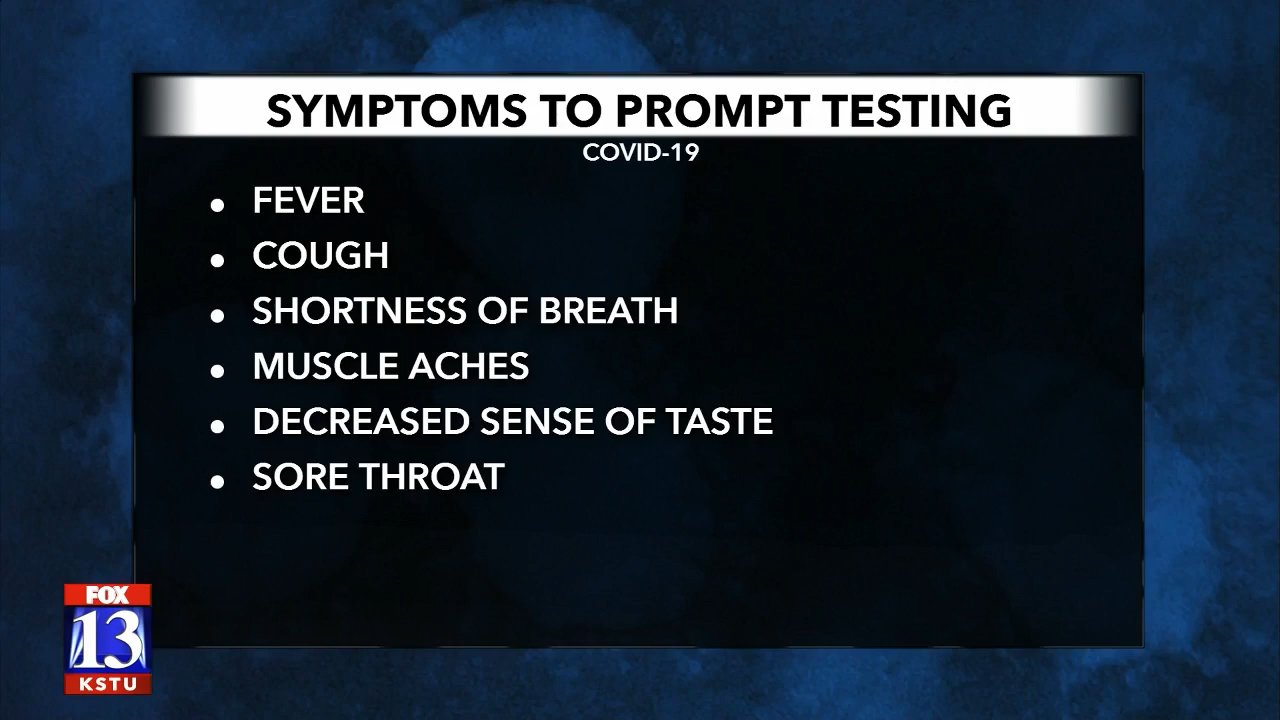 SYMPTOMS TO PROMPT TESTING
COVID-19
• FEVER
• COUGH
• SHORTNESS OF BREATH
• MUSCLE ACHES
• DECREASED SENSE OF TASTE
• SORE THROAT
FOX
13
KSTU